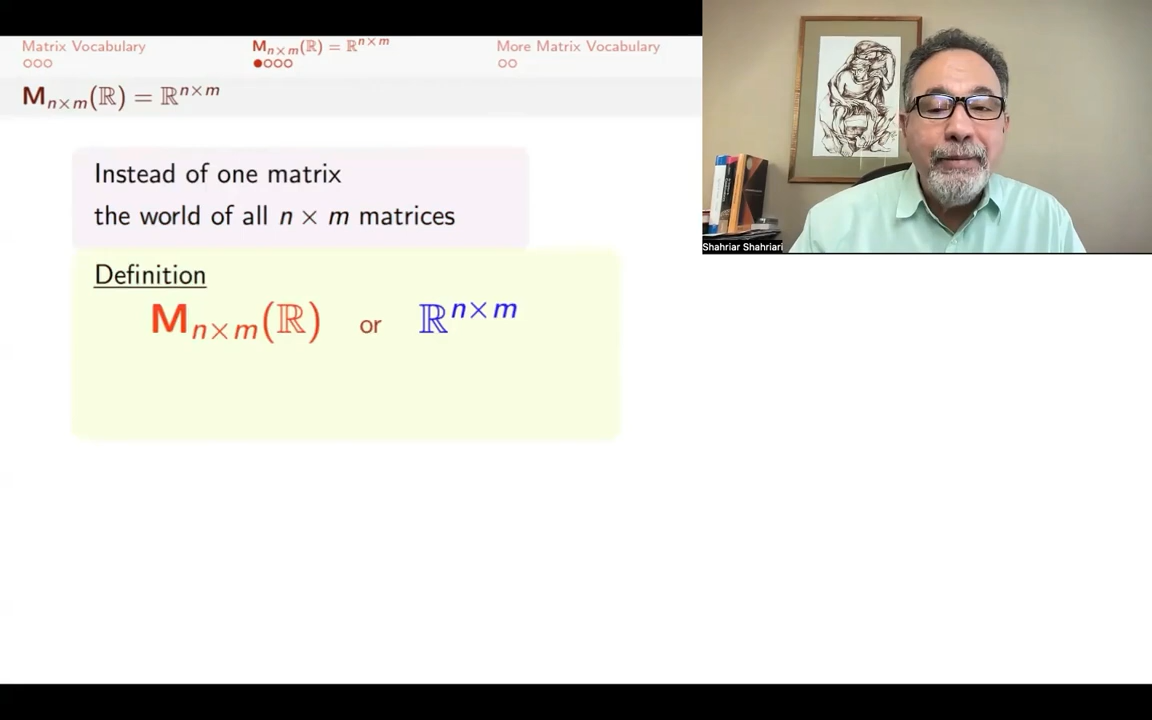 Matrix Vocabulary
M_{n×m}(ℝ) = ℝ^{n×m}
More Matrix Vocabulary
M_{n×m}(ℝ) = ℝ^{n×m}
Instead of one matrix
the world of all n × m matrices
Definition
M_{n×m}(ℝ) or ℝ^{n×m}
Shahriar Shahriari